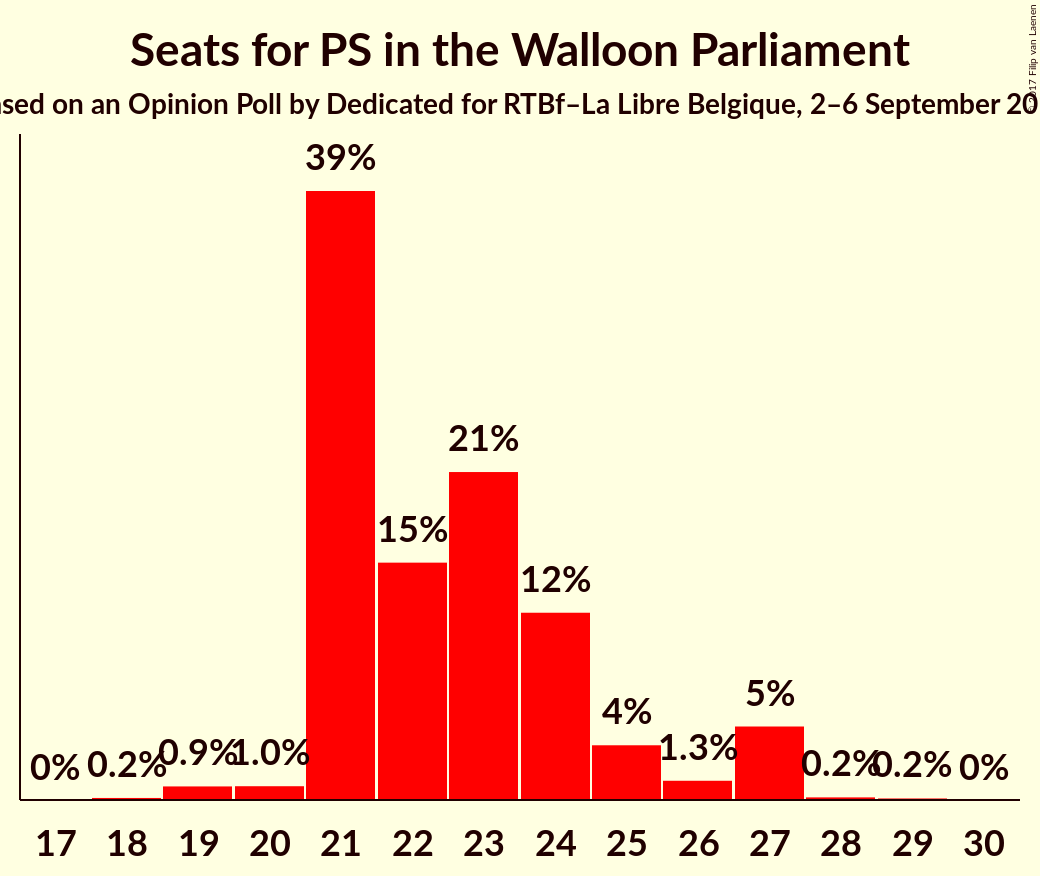 Seats for PS in the Walloon Parliament
on an Opinion Poll by Dedicated for RTBf–La Libre Belgique, 2–6 September
© 2017 Filip van Laenen
39%
21%
15%
12%
5%
4%
1.3%
0% 0.2% 0.9% 1.0% 0.2% 0.2% 0%
17 18 19 20 21 22 23 24 25 26 27 28 29 30